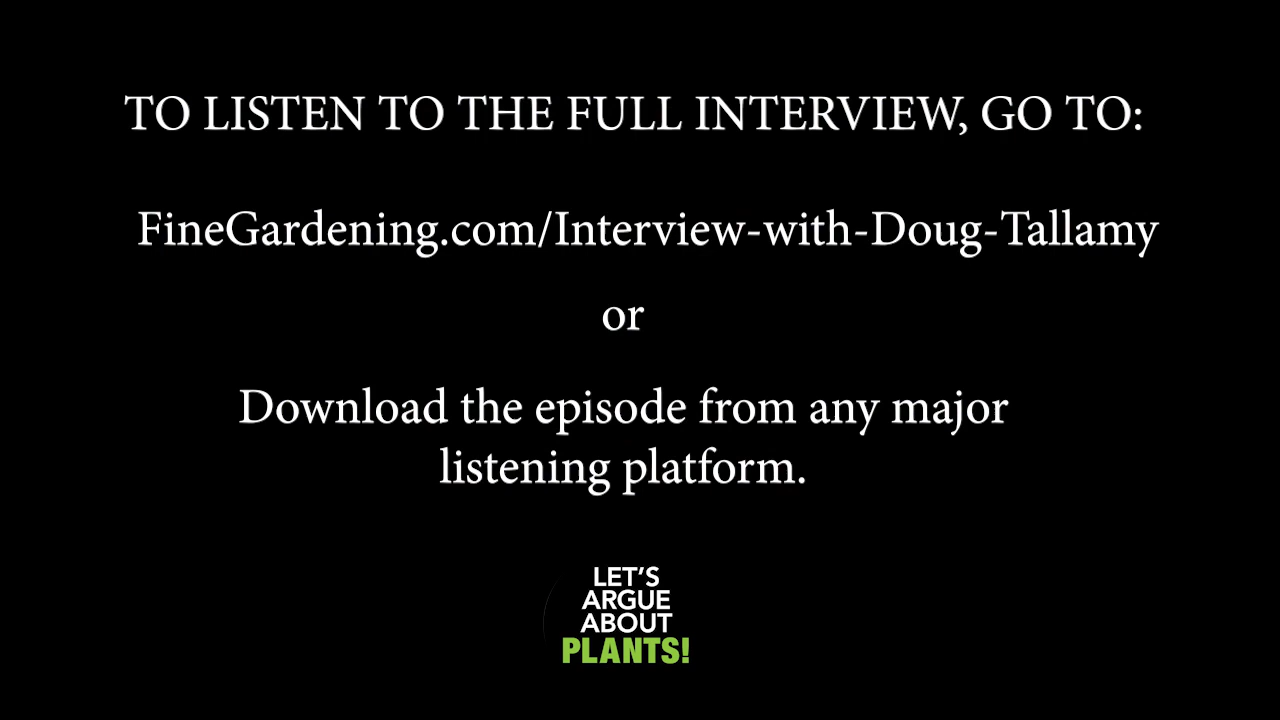 TO LISTEN TO THE FULL INTERVIEW, GO TO:
FineGardening.com/Interview-with-Doug-Tallamy
or
Download the episode from any major
listening platform.
LET'S
ARGUE
ABOUT
PLANTS!